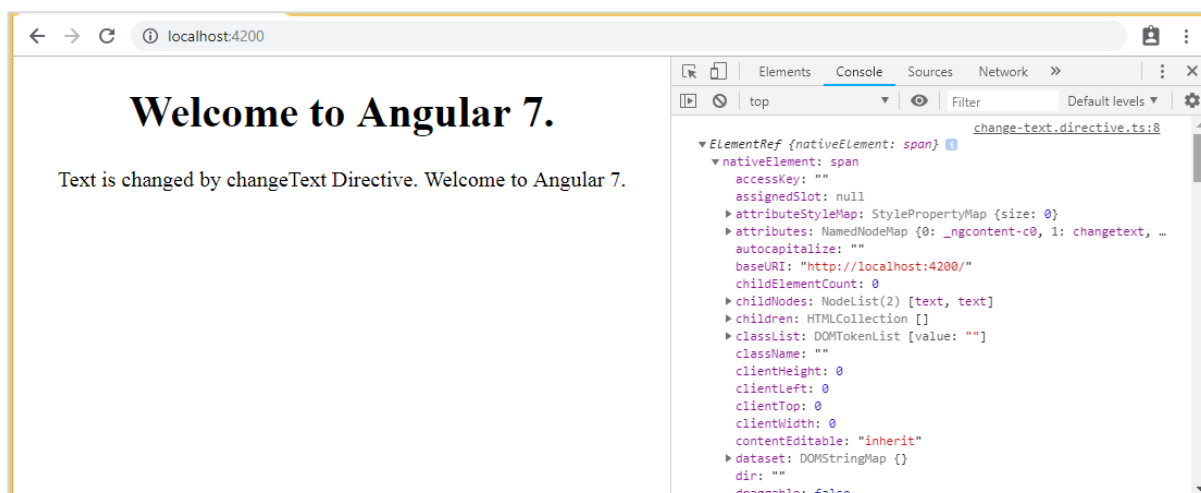 localhost:4200
Elements Console Sources Network »
top Filter Default levels
Welcome to Angular 7.
Text is changed by changeText Directive. Welcome to Angular 7.
change-text.directive.ts:8
ElementRef {nativeElement: span}
nativeElement: span
accessKey: ""
assignedSlot: null
attributeStyleMap: StylePropertyMap {size: 0}
attributes: NamedNodeMap {0: _ngcontent-c0, 1: changetext, …
autocapitalize: ""
baseURI: "http://localhost:4200/"
childElementCount: 0
childNodes: NodeList(2) [text, text]
children: HTMLCollection []
classList: DOMTokenList [value: ""]
className: ""
clientHeight: 0
clientLeft: 0
clientTop: 0
clientWidth: 0
contentEditable: "inherit"
dataset: DOMStringMap {}
dir: ""
draggable: false